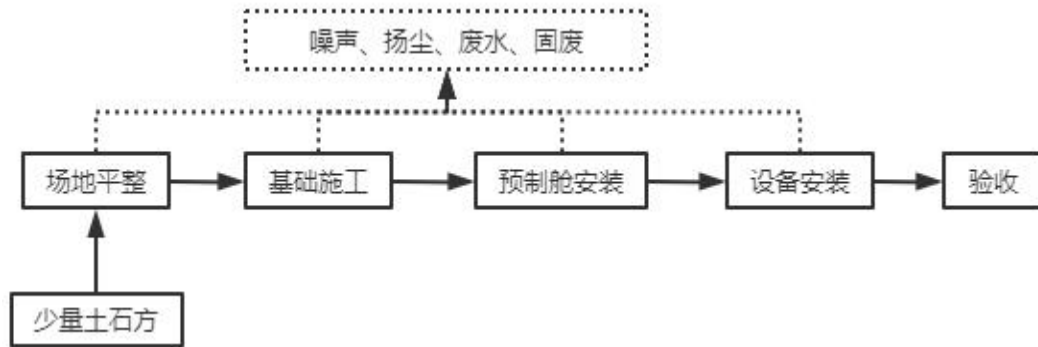 噪声、扬尘、废水、固废
场地平整
基础施工
预制舱安装
设备安装
验收
少量土石方